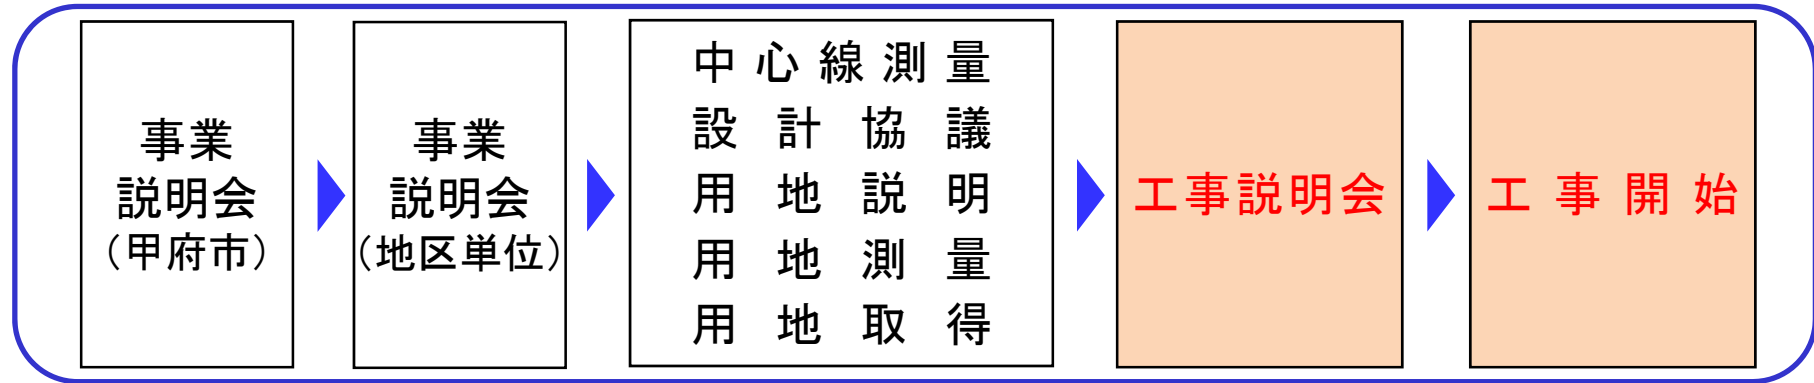 事業
説明会
（甲府市）
事業
説明会
（地区単位）
中心線測量
設計協議
用地説明
用地測量
用地取得
工事説明会
工事開始